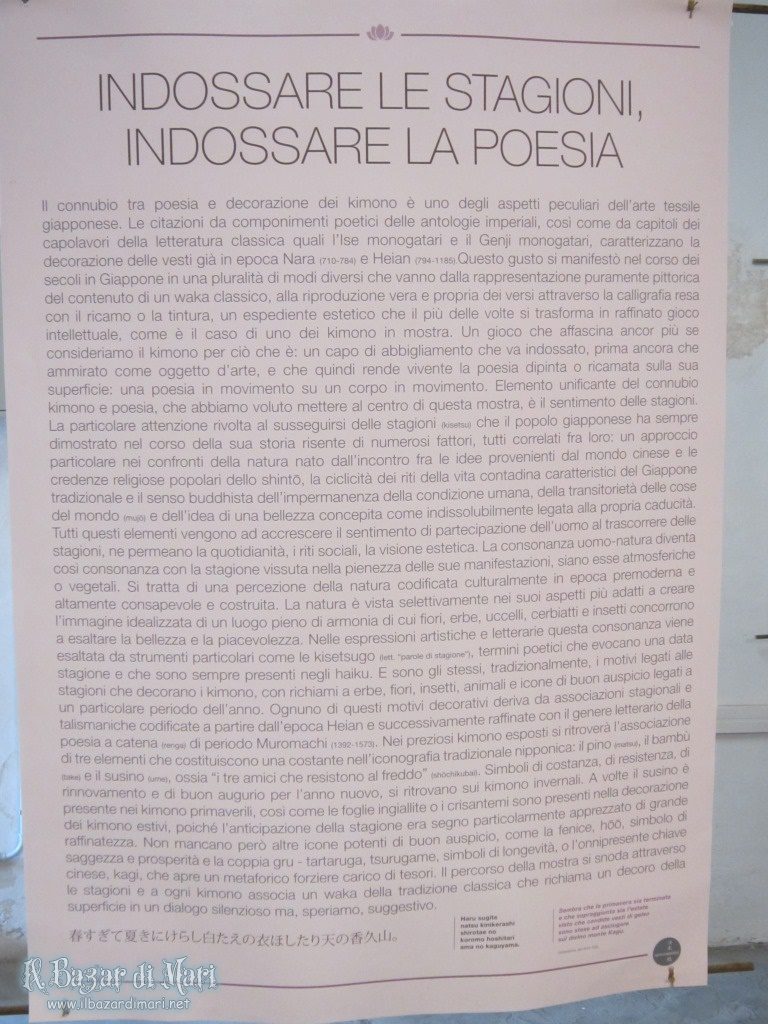 INDOSSARE LE STAGIONI,
INDOSSARE LA POESIA
Il connubio tra poesia e decorazione dei kimono è uno degli aspetti peculiari dell'arte tessile
giapponese. Le citazioni da componimenti poetici delle antologie imperiali, così come da capitoli dei
capolavori della letteratura classica quali l'Ise monogatari e il Genji monogatari, caratterizzano la
decorazione delle vesti già in epoca Nara (710-784) e Heian (794-1185). Questo gusto si manifestò nel corso dei
secoli in Giappone in una pluralità di modi diversi che vanno dalla rappresentazione puramente pittorica
del contenuto di un waka classico, alla riproduzione vera e propria dei versi attraverso la calligrafia resa
con il ricamo o la tintura, un espediente estetico che il più delle volte si trasforma in raffinato gioco
intellettuale, come è il caso di uno dei kimono in mostra. Un gioco che affascina ancor più se
consideriamo il kimono per ciò che è: un capo di abbigliamento che va indossato, prima ancora che
ammirato come oggetto d'arte, e che quindi rende vivente la poesia dipinta o ricamata sulla sua
superficie: una poesia in movimento su un corpo in movimento. Elemento unificante del connubio
kimono e poesia, che abbiamo voluto mettere al centro di questa mostra, è il sentimento delle stagioni.
La particolare attenzione rivolta al susseguirsi delle stagioni (kisetsu) che il popolo giapponese ha sempre
dimostrato nel corso della sua storia risente di numerosi fattori, tutti correlati fra loro: un approccio
particolare nei confronti della natura nato dall'incontro fra le idee provenienti dal mondo cinese e le
credenze religiose popolari dello shintō, la ciclicità dei riti della vita contadina caratteristici del Giappone
tradizionale e il senso buddhista dell'impermanenza della condizione umana, della transitorietà delle cose
del mondo (mujō) e dell'idea di una bellezza concepita come indissolubilmente legata alla propria caducità.
Tutti questi elementi vengono ad accrescere il sentimento di partecipazione dell'uomo al trascorrere delle
stagioni, ne permeano la quotidianità, i riti sociali, la visione estetica. La consonanza uomo-natura diventa
così consonanza con la stagione vissuta nella pienezza delle sue manifestazioni, siano esse atmosferiche
o vegetali. Si tratta di una percezione della natura codificata culturalmente in epoca premoderna e
altamente consapevole e costruita. La natura è vista selettivamente nei suoi aspetti più adatti a creare
l'immagine idealizzata di un luogo pieno di armonia di cui fiori, erbe, uccelli, cerbiatti e insetti concorrono
a esaltare la bellezza e la piacevolezza. Nelle espressioni artistiche e letterarie questa consonanza viene
esaltata da strumenti particolari come le kisetsugo (lett. "parole di stagione"), termini poetici che evocano una data
stagione e che sono sempre presenti negli haiku. E sono gli stessi, tradizionalmente, i motivi legati alle
stagioni che decorano i kimono, con richiami a erbe, fiori, insetti, animali e icone di buon auspicio legati a
un particolare periodo dell'anno. Ognuno di questi motivi decorativi deriva da associazioni stagionali e
talismaniche codificate a partire dall'epoca Heian e successivamente raffinate con il genere letterario della
poesia a catena (renga) di periodo Muromachi (1392-1573). Nei preziosi kimono esposti si ritroverà l'associazione
di tre elementi che costituiscono una costante nell'iconografia tradizionale nipponica: il pino (matsu), il bambù
(take) e il susino (ume), ossia "i tre amici che resistono al freddo" (shōchikubai). Simboli di costanza, di resistenza, di
rinnovamento e di buon augurio per l'anno nuovo, si ritrovano sui kimono invernali. A volte il susino è
presente nei kimono primaverili, così come le foglie ingiallite o i crisantemi sono presenti nella decorazione
dei kimono estivi, poiché l'anticipazione della stagione era segno particolarmente apprezzato di grande
raffinatezza. Non mancano però altre icone potenti di buon auspicio, come la fenice, hōō, simbolo di
saggezza e prosperità e la coppia gru - tartaruga, tsurugame, simboli di longevità, o l'onnipresente chiave
cinese, kagi, che apre un metaforico forziere carico di tesori. Il percorso della mostra si snoda attraverso
le stagioni e a ogni kimono associa un waka della tradizione classica che richiama un decoro della
superficie in un dialogo silenzioso ma, speriamo, suggestivo.
春すぎて夏きにけらし白たえの衣ほしたり天の香久山。
Haru sugite
natsu kinikerashi
shirotae no
koromo hoshitari
ama no kaguyama.
Sembra che la primavera sia terminata
e che sopraggiunta sia l'estate
visto che candide vesti di gelso
sono stese ad asciugare
sul divino monte Kagu.
Il Bazar di Mari
www.ilbazardimari.net